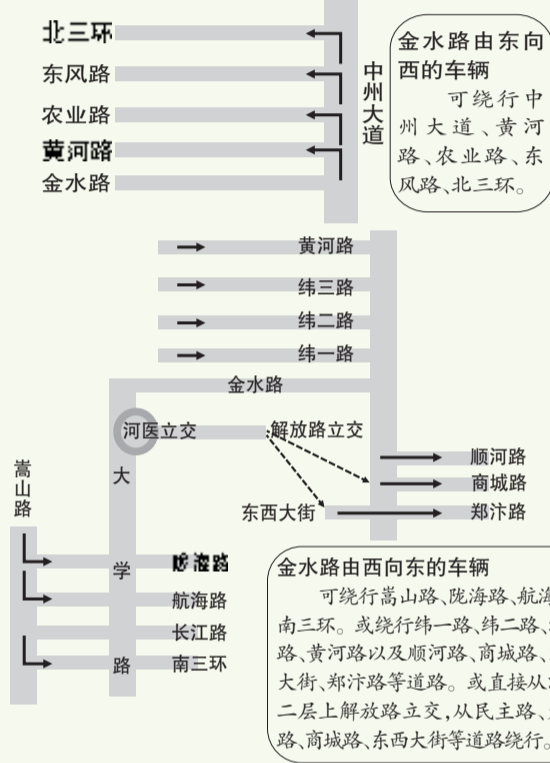 北三环
东风路
农业路
黄河路
金水路
中州大道
金水路由东向
西的车辆
可绕行中
州大道、黄河
路、农业路、东
风路、北三环。
黄河路
纬三路
纬二路
纬一路
金水路
河医立交
解放路立交
顺河路
商城路
东西大街
郑汴路
嵩山路
大学路
陇海路
航海路
长江路
南三环
金水路由西向东的车辆
可绕行嵩山路、陇海路、航海
南三环。或绕行纬一路、纬二路、
路、黄河路以及顺河路、商城路、
大街、郑汴路等道路。或直接从
二层上解放路立交,从民主路、
路、商城路、东西大街等道路绕行。